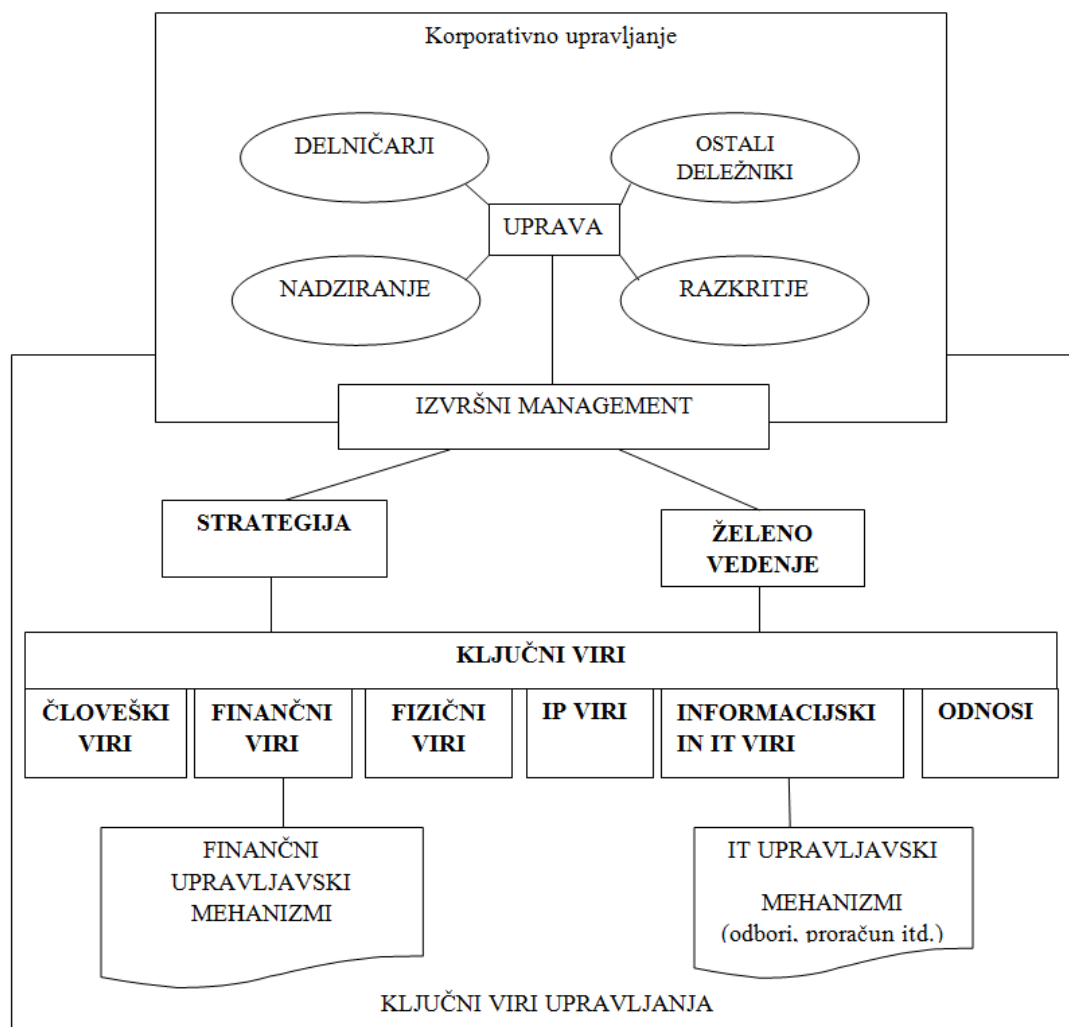 Korporativno upravljanje
DELNIČARJI
OSTALI
DELEŽNIKI
UPRAVA
NADZIRANJE
RAZKRITJE
IZVRŠNI MANAGEMENT
STRATEGIJA
ŽELENO
VEDENJE
KLJUČNI VIRI
ČLOVEŠKI
VIRI
FINANČNI
VIRI
FIZIČNI
VIRI
IP VIRI
INFORMACIJSKI
IN IT VIRI
ODNOSI
FINANČNI
UPRAVLJAVSKI
MEHANIZMI
IT UPRAVLJAVSKI
MEHANIZMI
(odbori, proračun itd.)
KLJUČNI VIRI UPRAVLJANJA